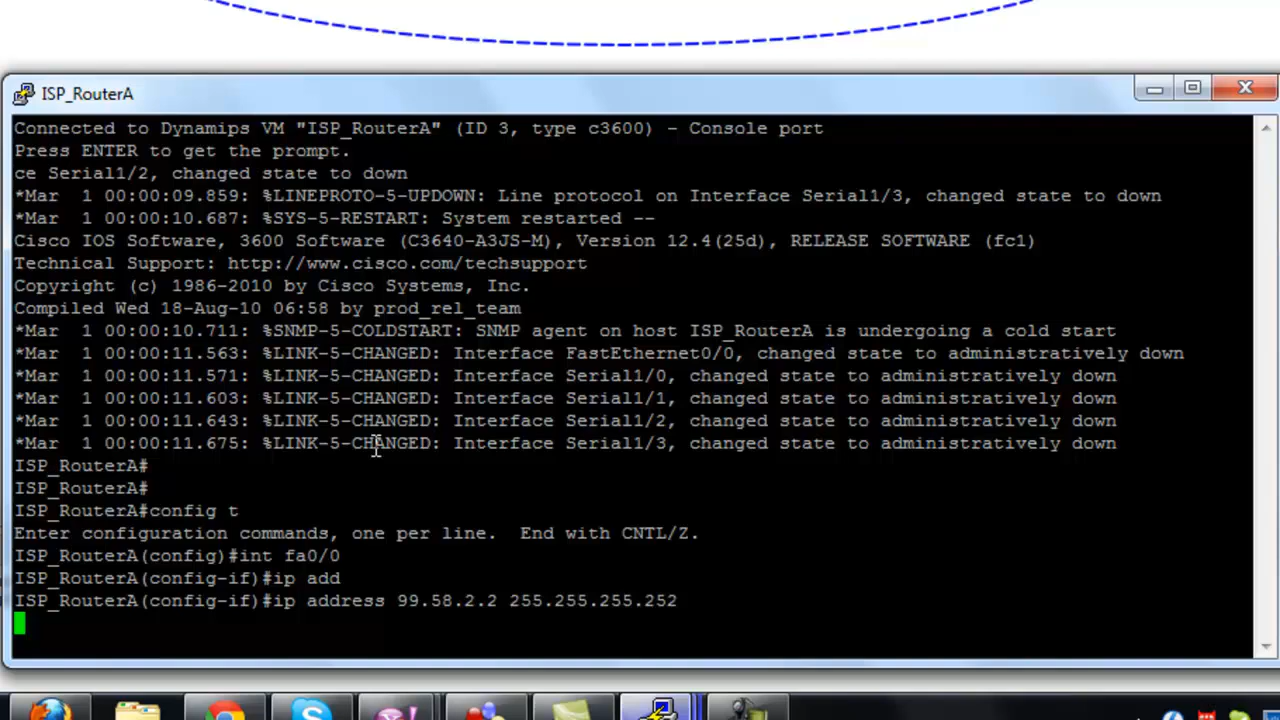 ISP_RouterA
Connected to Dynamips VM "ISP_RouterA" (ID 3, type c3600) - Console port
Press ENTER to get the prompt.
ce Serial1/2, changed state to down
*Mar  1 00:00:09.859: %LINEPROTO-5-UPDOWN: Line protocol on Interface Serial1/3, changed state to down
*Mar  1 00:00:10.687: %SYS-5-RESTART: System restarted --
Cisco IOS Software, 3600 Software (C3640-A3JS-M), Version 12.4(25d), RELEASE SOFTWARE (fc1)
Technical Support: http://www.cisco.com/techsupport
Copyright (c) 1986-2010 by Cisco Systems, Inc.
Compiled Wed 18-Aug-10 06:58 by prod_rel_team
*Mar  1 00:00:10.711: %SNMP-5-COLDSTART: SNMP agent on host ISP_RouterA is undergoing a cold start
*Mar  1 00:00:11.563: %LINK-5-CHANGED: Interface FastEthernet0/0, changed state to administratively down
*Mar  1 00:00:11.571: %LINK-5-CHANGED: Interface Serial1/0, changed state to administratively down
*Mar  1 00:00:11.603: %LINK-5-CHANGED: Interface Serial1/1, changed state to administratively down
*Mar  1 00:00:11.643: %LINK-5-CHANGED: Interface Serial1/2, changed state to administratively down
*Mar  1 00:00:11.675: %LINK-5-CHANGED: Interface Serial1/3, changed state to administratively down
ISP_RouterA#
ISP_RouterA#
ISP_RouterA#config t
Enter configuration commands, one per line.  End with CNTL/Z.
ISP_RouterA(config)#int fa0/0
ISP_RouterA(config-if)#ip add
ISP_RouterA(config-if)#ip address 99.58.2.2 255.255.255.252